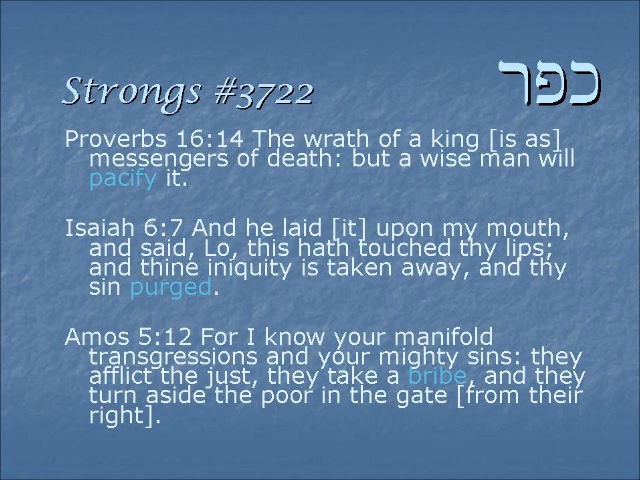 Strongs #3722 כפר
Proverbs 16:14 The wrath of a king [is as]
messengers of death: but a wise man will
pacify it.
Isaiah 6:7 And he laid [it] upon my mouth,
and said, Lo, this hath touched thy lips;
and thine iniquity is taken away, and thy
sin purged.
Amos 5:12 For I know your manifold
transgressions and your mighty sins: they
afflict the just, they take a bribe, and they
turn aside the poor in the gate [from their
right].